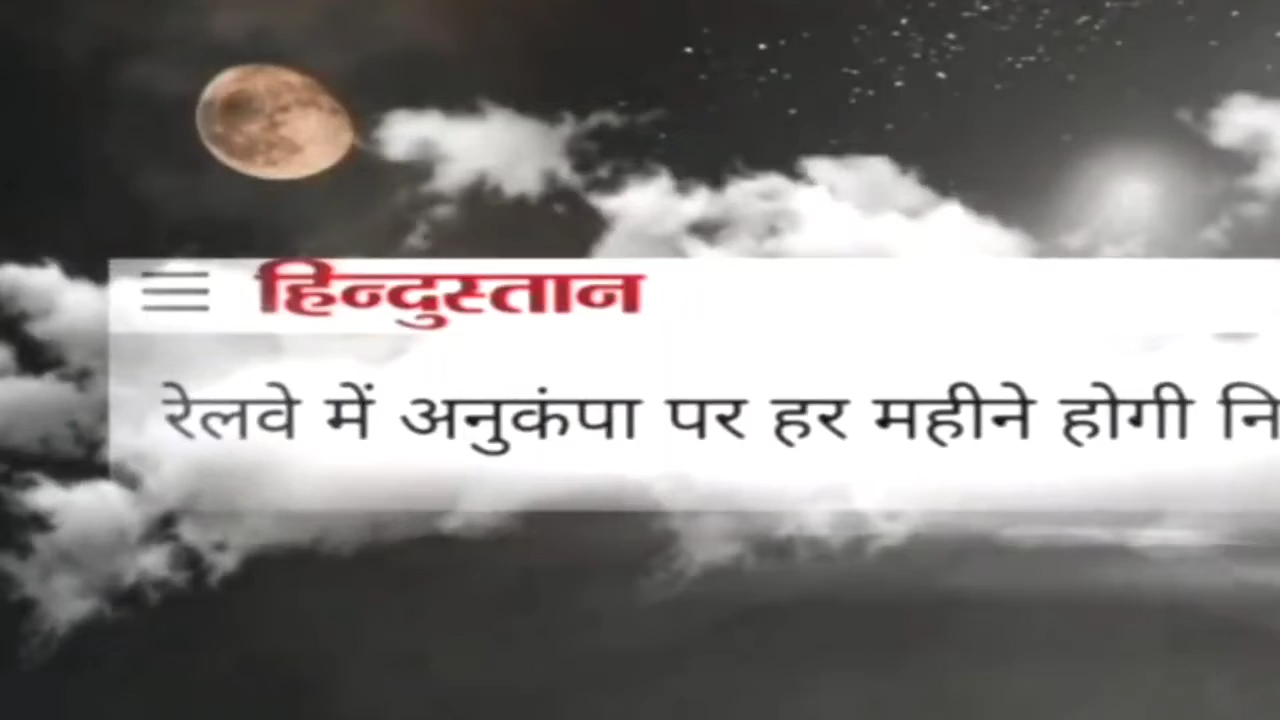 हिन्दुस्तान
रेलवे में अनुकंपा पर हर महीने होगी